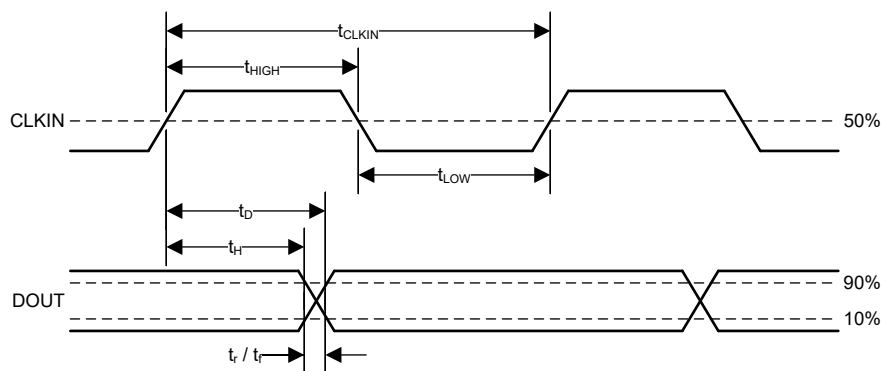 tCLKIN
tHIGH
CLKIN
50%
tLOW
tD
tH
90%
DOUT
10%
tr / tf